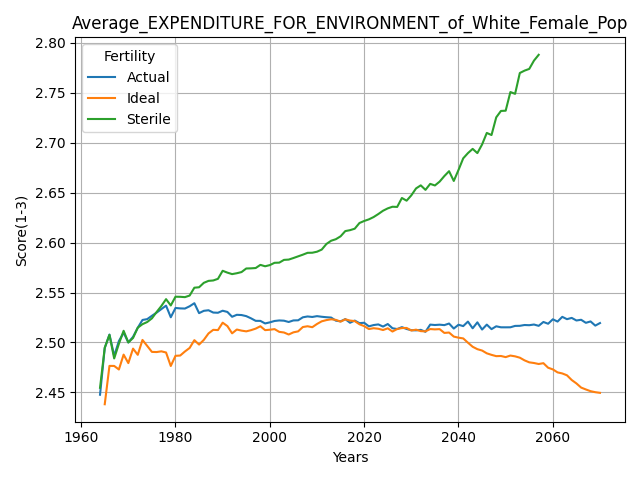 Average_EXPENDITURE_FOR_ENVIRONMENT_of_White_Female_Pop
Score(1-3)
2.80
2.75
2.70
2.65
2.60
2.55
2.50
2.45
Fertility
Actual
Ideal
Sterile
1960 1980 2000 2020 2040 2060
Years